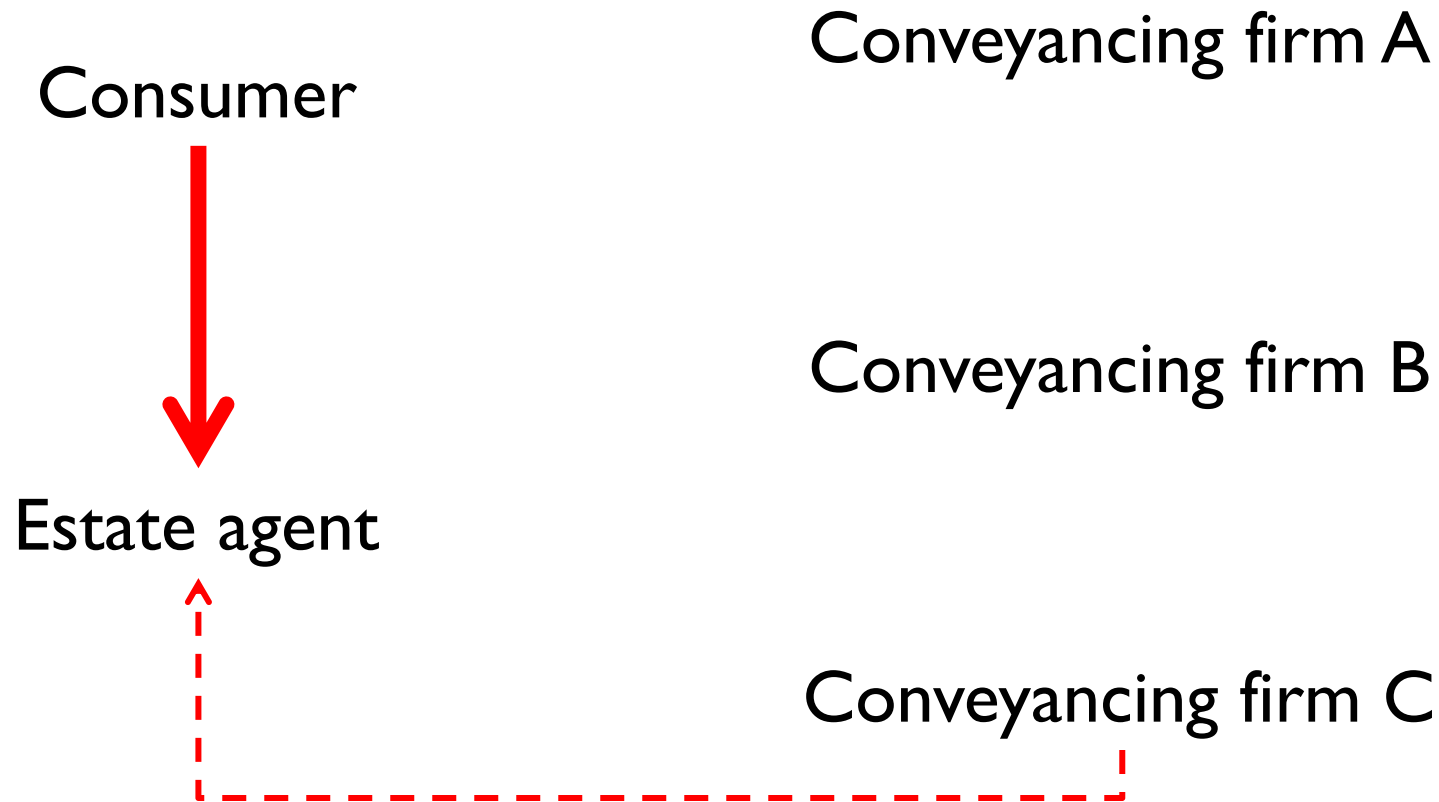 Consumer
Estate agent
Conveyancing firm A
Conveyancing firm B
Conveyancing firm C